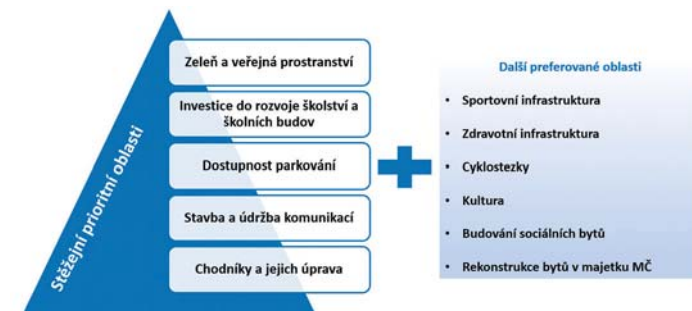 Stěžejní prioritní oblasti
Zeleň a veřejná prostranství
Investice do rozvoje školství a
školních budov
Dostupnost parkování
Stavba a údržba komunikací
Chodníky a jejich úprava
Další preferované oblasti
• Sportovní infrastruktura
• Zdravotní infrastruktura
• Cyklostezky
• Kultura
• Budování sociálních bytů
• Rekonstrukce bytů v majetku MČ